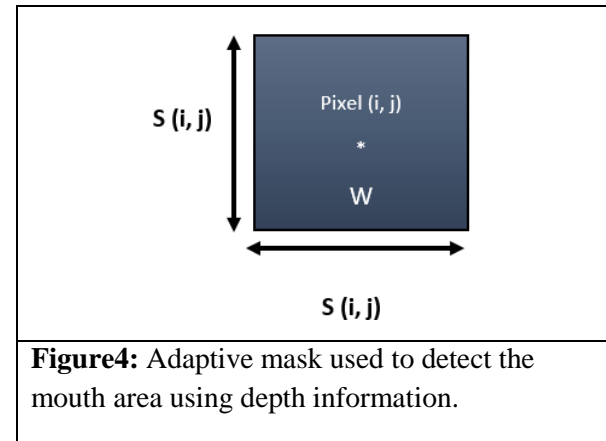 Pixel (i, j)
S (i, j)
*
W
S (i, j)
Figure4: Adaptive mask used to detect the
mouth area using depth information.